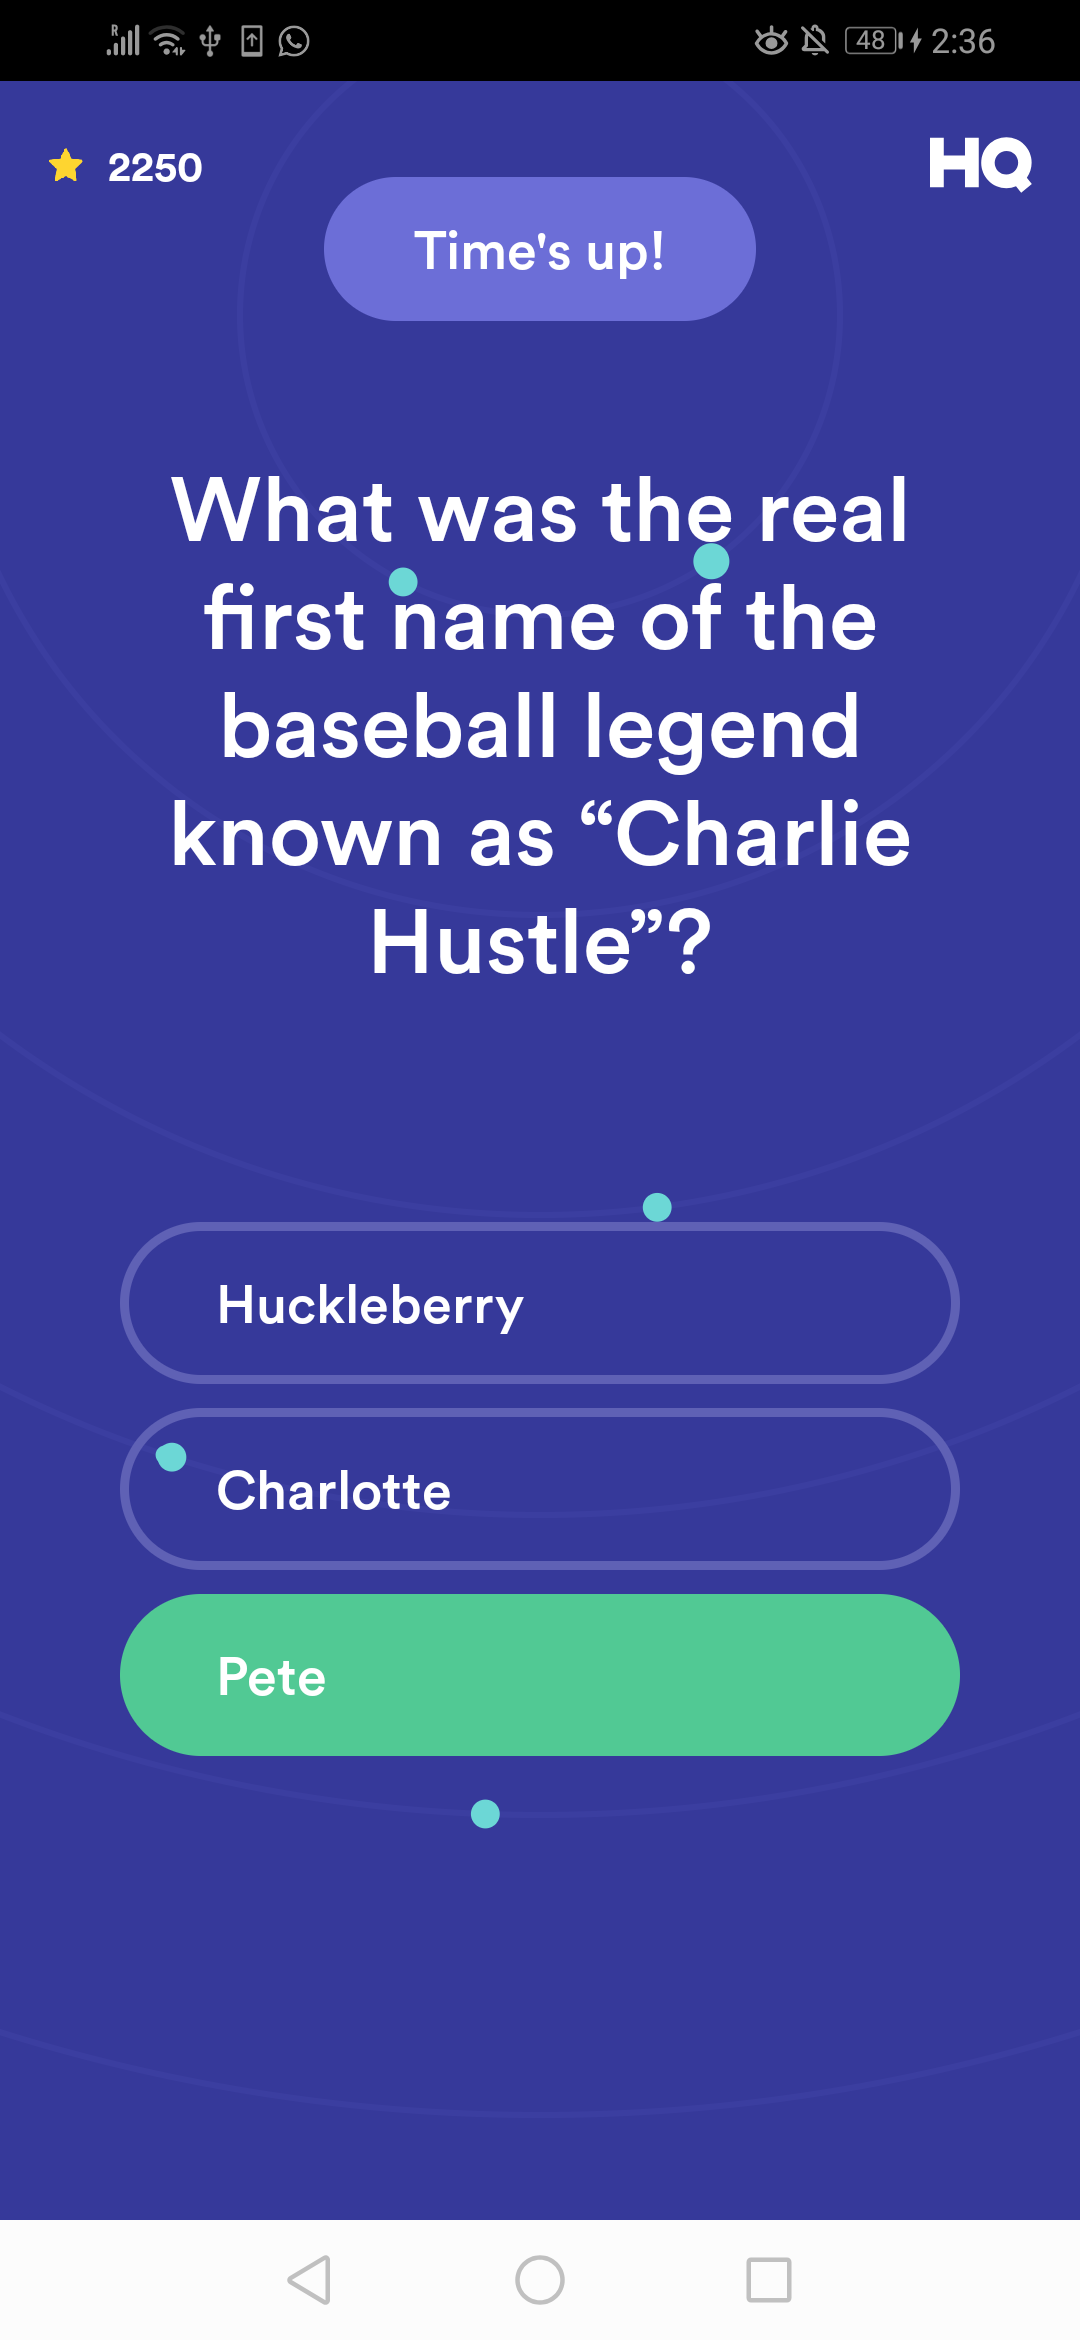 48 2:36
2250 HQ
Time's up!
What was the real
first name of the
baseball legend
known as “Charlie
Hustle”?
Huckleberry
Charlotte
Pete